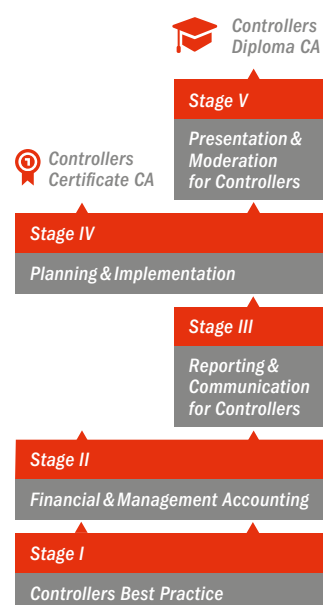 Controllers
Diploma CA
Stage V
Presentation &
Moderation
for Controllers
1
Controllers
Certificate CA
Stage IV
Planning & Implementation
Stage III
Reporting &
Communication
for Controllers
Stage II
Financial & Management Accounting
Stage I
Controllers Best Practice